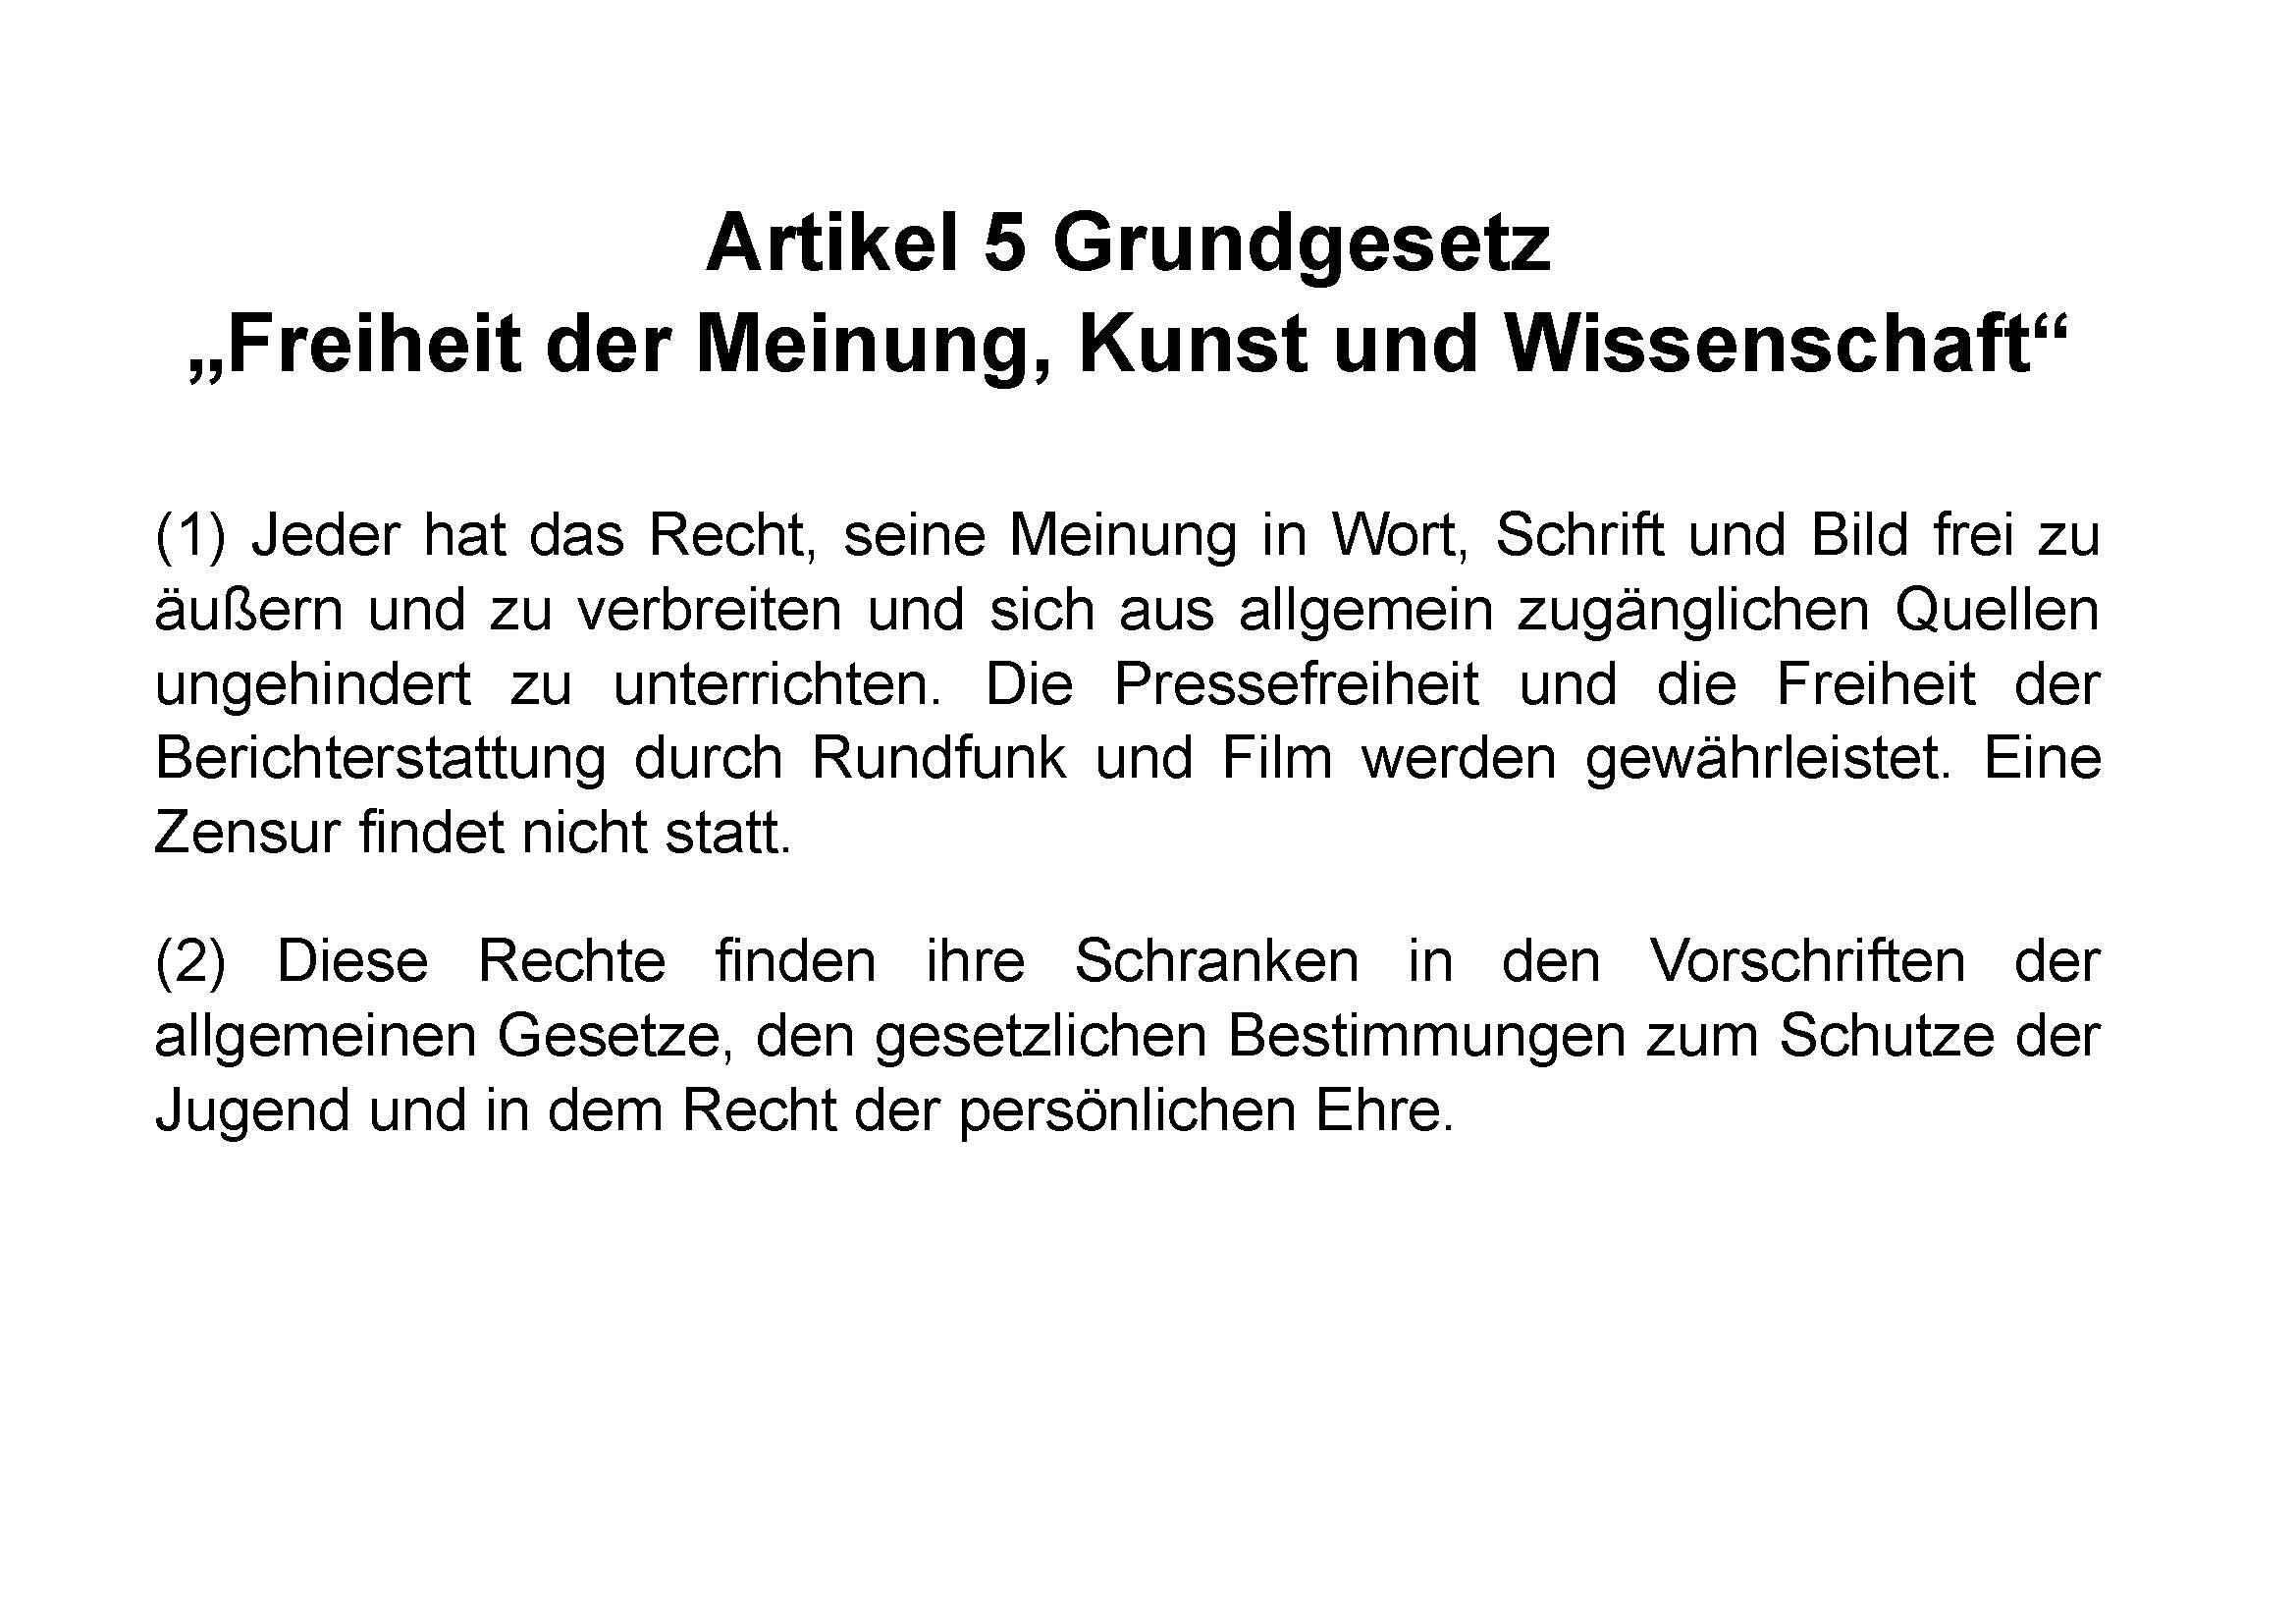 Artikel 5 Grundgesetz
„Freiheit der Meinung, Kunst und Wissenschaft“
(1) Jeder hat das Recht, seine Meinung in Wort, Schrift und Bild frei zu
äußern und zu verbreiten und sich aus allgemein zugänglichen Quellen
ungehindert zu unterrichten. Die Pressefreiheit und die Freiheit der
Berichterstattung durch Rundfunk und Film werden gewährleistet. Eine
Zensur findet nicht statt.
(2) Diese Rechte finden ihre Schranken in den Vorschriften der
allgemeinen Gesetze, den gesetzlichen Bestimmungen zum Schutze der
Jugend und in dem Recht der persönlichen Ehre.